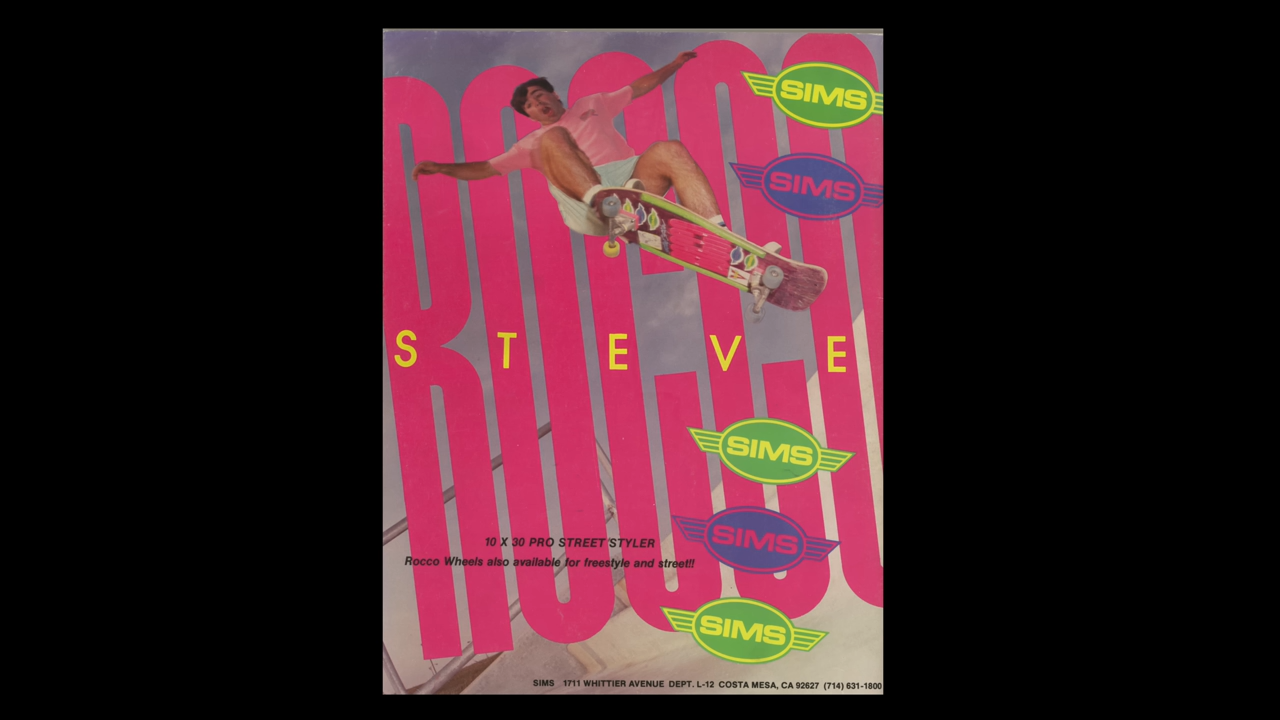 ROCCO
SIMS
SIMS
S T E V E
SIMS
10 X 30 PRO STREET STYLER
SIMS
Rocco Wheels also available for freestyle and street!!
SIMS
SIMS 1711 WHITTIER AVENUE DEPT. L-12 COSTA MESA, CA 92627 (714) 631-1800